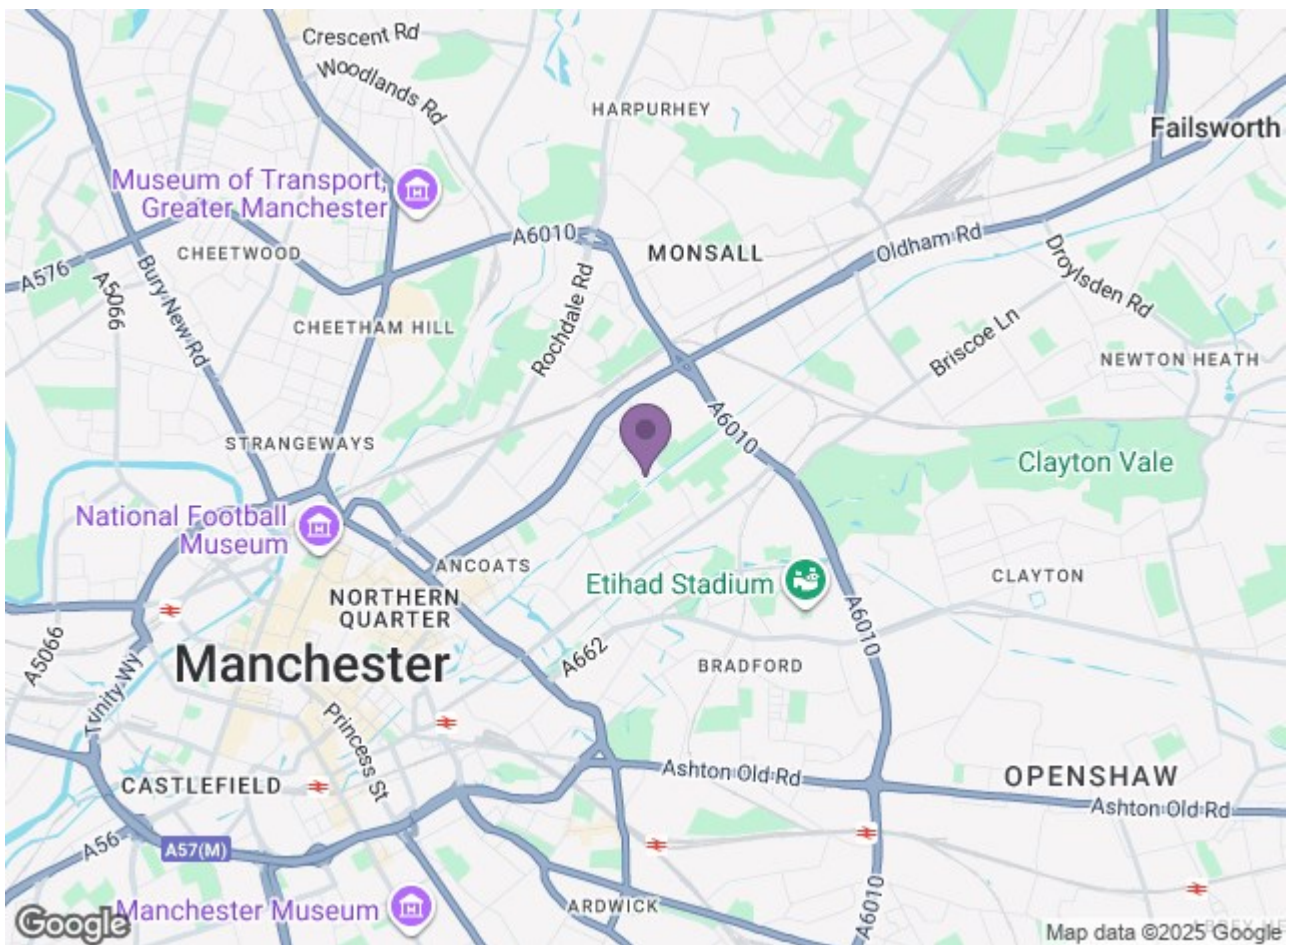 Crescent Rd
Woodlands Rd
HARPURHEY
Failsworth
Museum of Transport,
Greater Manchester
A6010
MONSALL
Oldham Rd
CHEETWOOD
A576
A5066
Bury New Rd
Droylsden Rd
Rochdale Rd
CHEETHAM HILL
Briscoe Ln
NEWTON HEATH
A6010
STRANGEWAYS
Clayton Vale
National Football
Museum
ANCOATS
Etihad Stadium
CLAYTON
NORTHERN
QUARTER
A6010
A5066
Manchester
A662
BRADFORD
Trinity Wy
Princess St
Ashton Old Rd
OPENSHAW
CASTLEFIELD
Ashton Old Rd
A56
A57(M)
A6010
Manchester Museum
ARDWICK
Google
Map data ©2025 Google